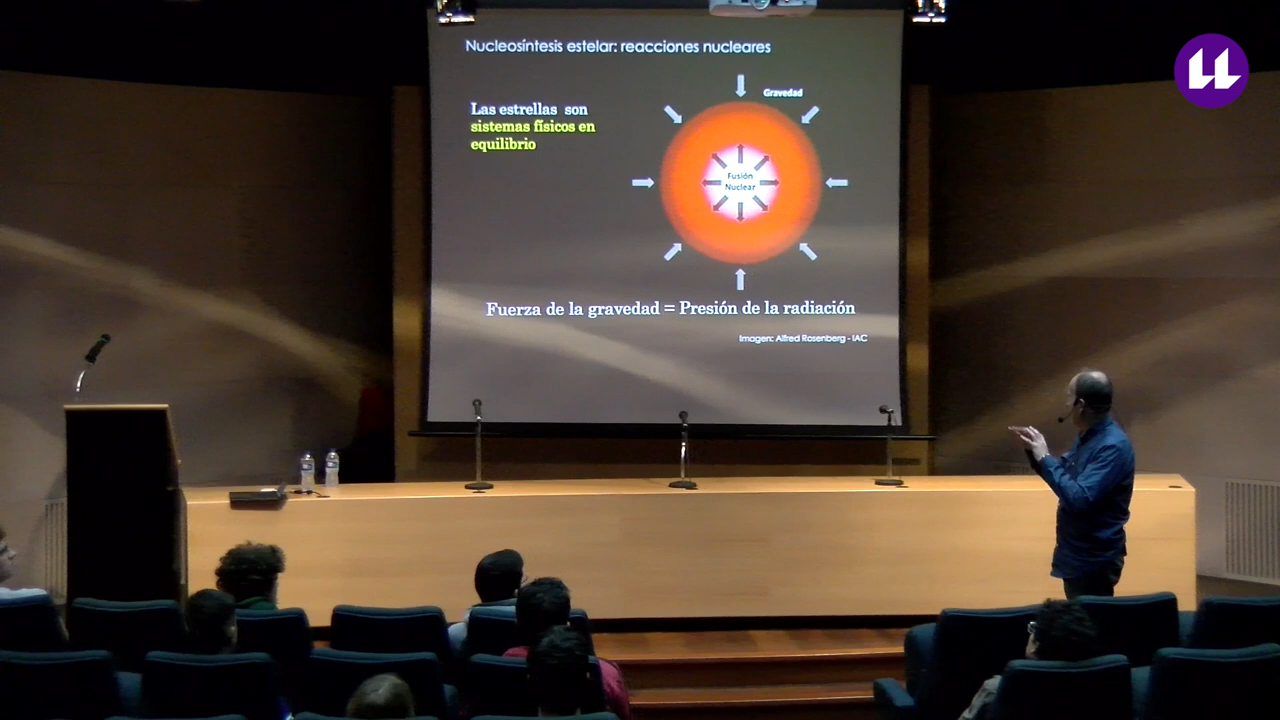 Nucleosíntesis estelar: reacciones nucleares
Gravedad
Las estrellas son
sistemas físicos en
equilibrio
Fusión
Nuclear
Fuerza de la gravedad = Presión de la radiación
Imagen: Alfred Rosenberg - IAC